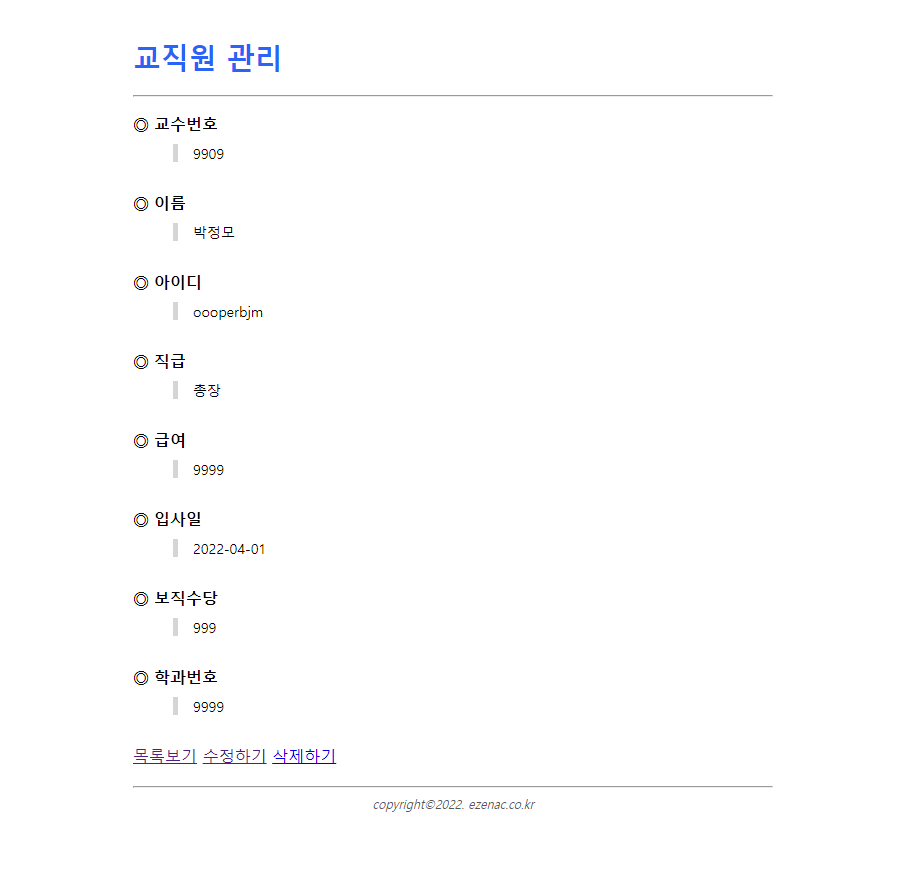 교직원 관리
◎ 교수번호
9909
◎ 이름
박정모
◎ 아이디
oooperbjm
◎ 직급
총장
◎ 급여
9999
◎ 입사일
2022-04-01
◎ 보직수당
999
◎ 학과번호
9999
목록보기 수정하기 삭제하기
copyright©2022. ezenac.co.kr